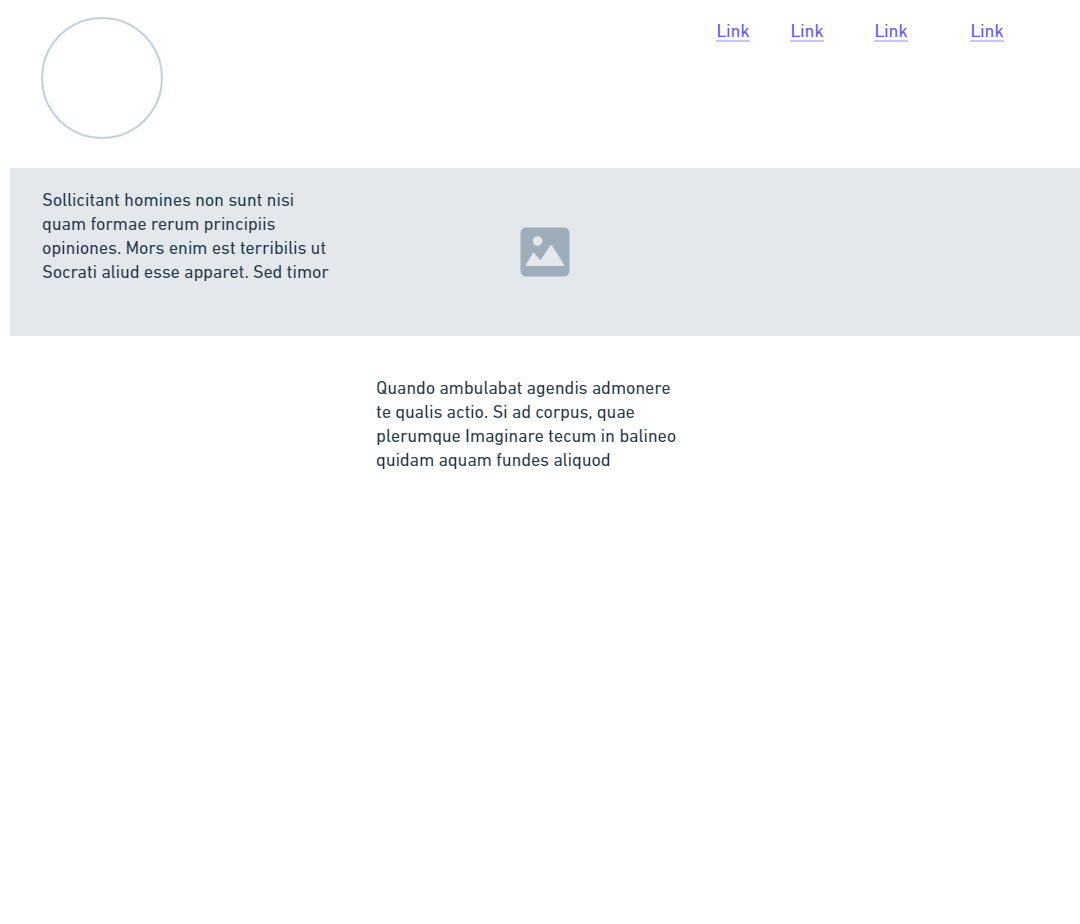 Link Link Link Link
Sollicitant homines non sunt nisi
quam formae rerum principiis
opiniones. Mors enim est terribilis ut
Socrati aliud esse apparet. Sed timor
Quando ambulabat agendis admonere
te qualis actio. Si ad corpus, quae
plerumque Imaginare tecum in balineo
quidam aquam fundes aliquod